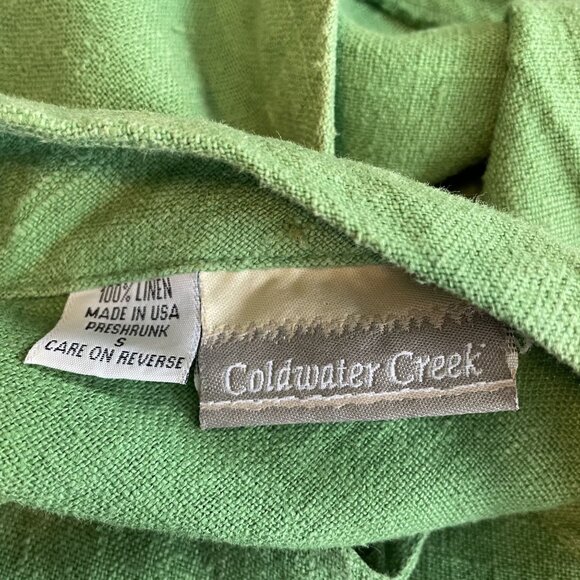 100% LINEN
MADE IN USA
PRESHRUNK
S
CARE ON REVERSE
Coldwater Creek